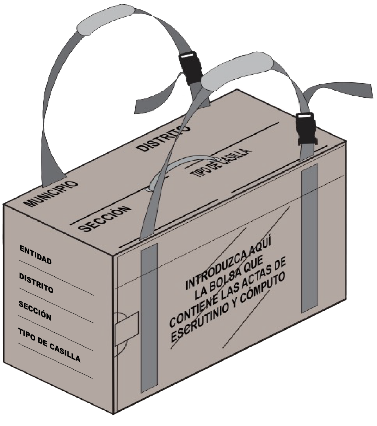 MUNICIPIO
DISTRITO
SECCIÓN
TIPO DE CASILLA
ENTIDAD
DISTRITO
SECCIÓN
TIPO DE CASILLA
INTRODUZCA AQUÍ
LA BOLSA QUE
CONTIENE LAS ACTAS DE
ESCRUTINIO Y CÓMPUTO